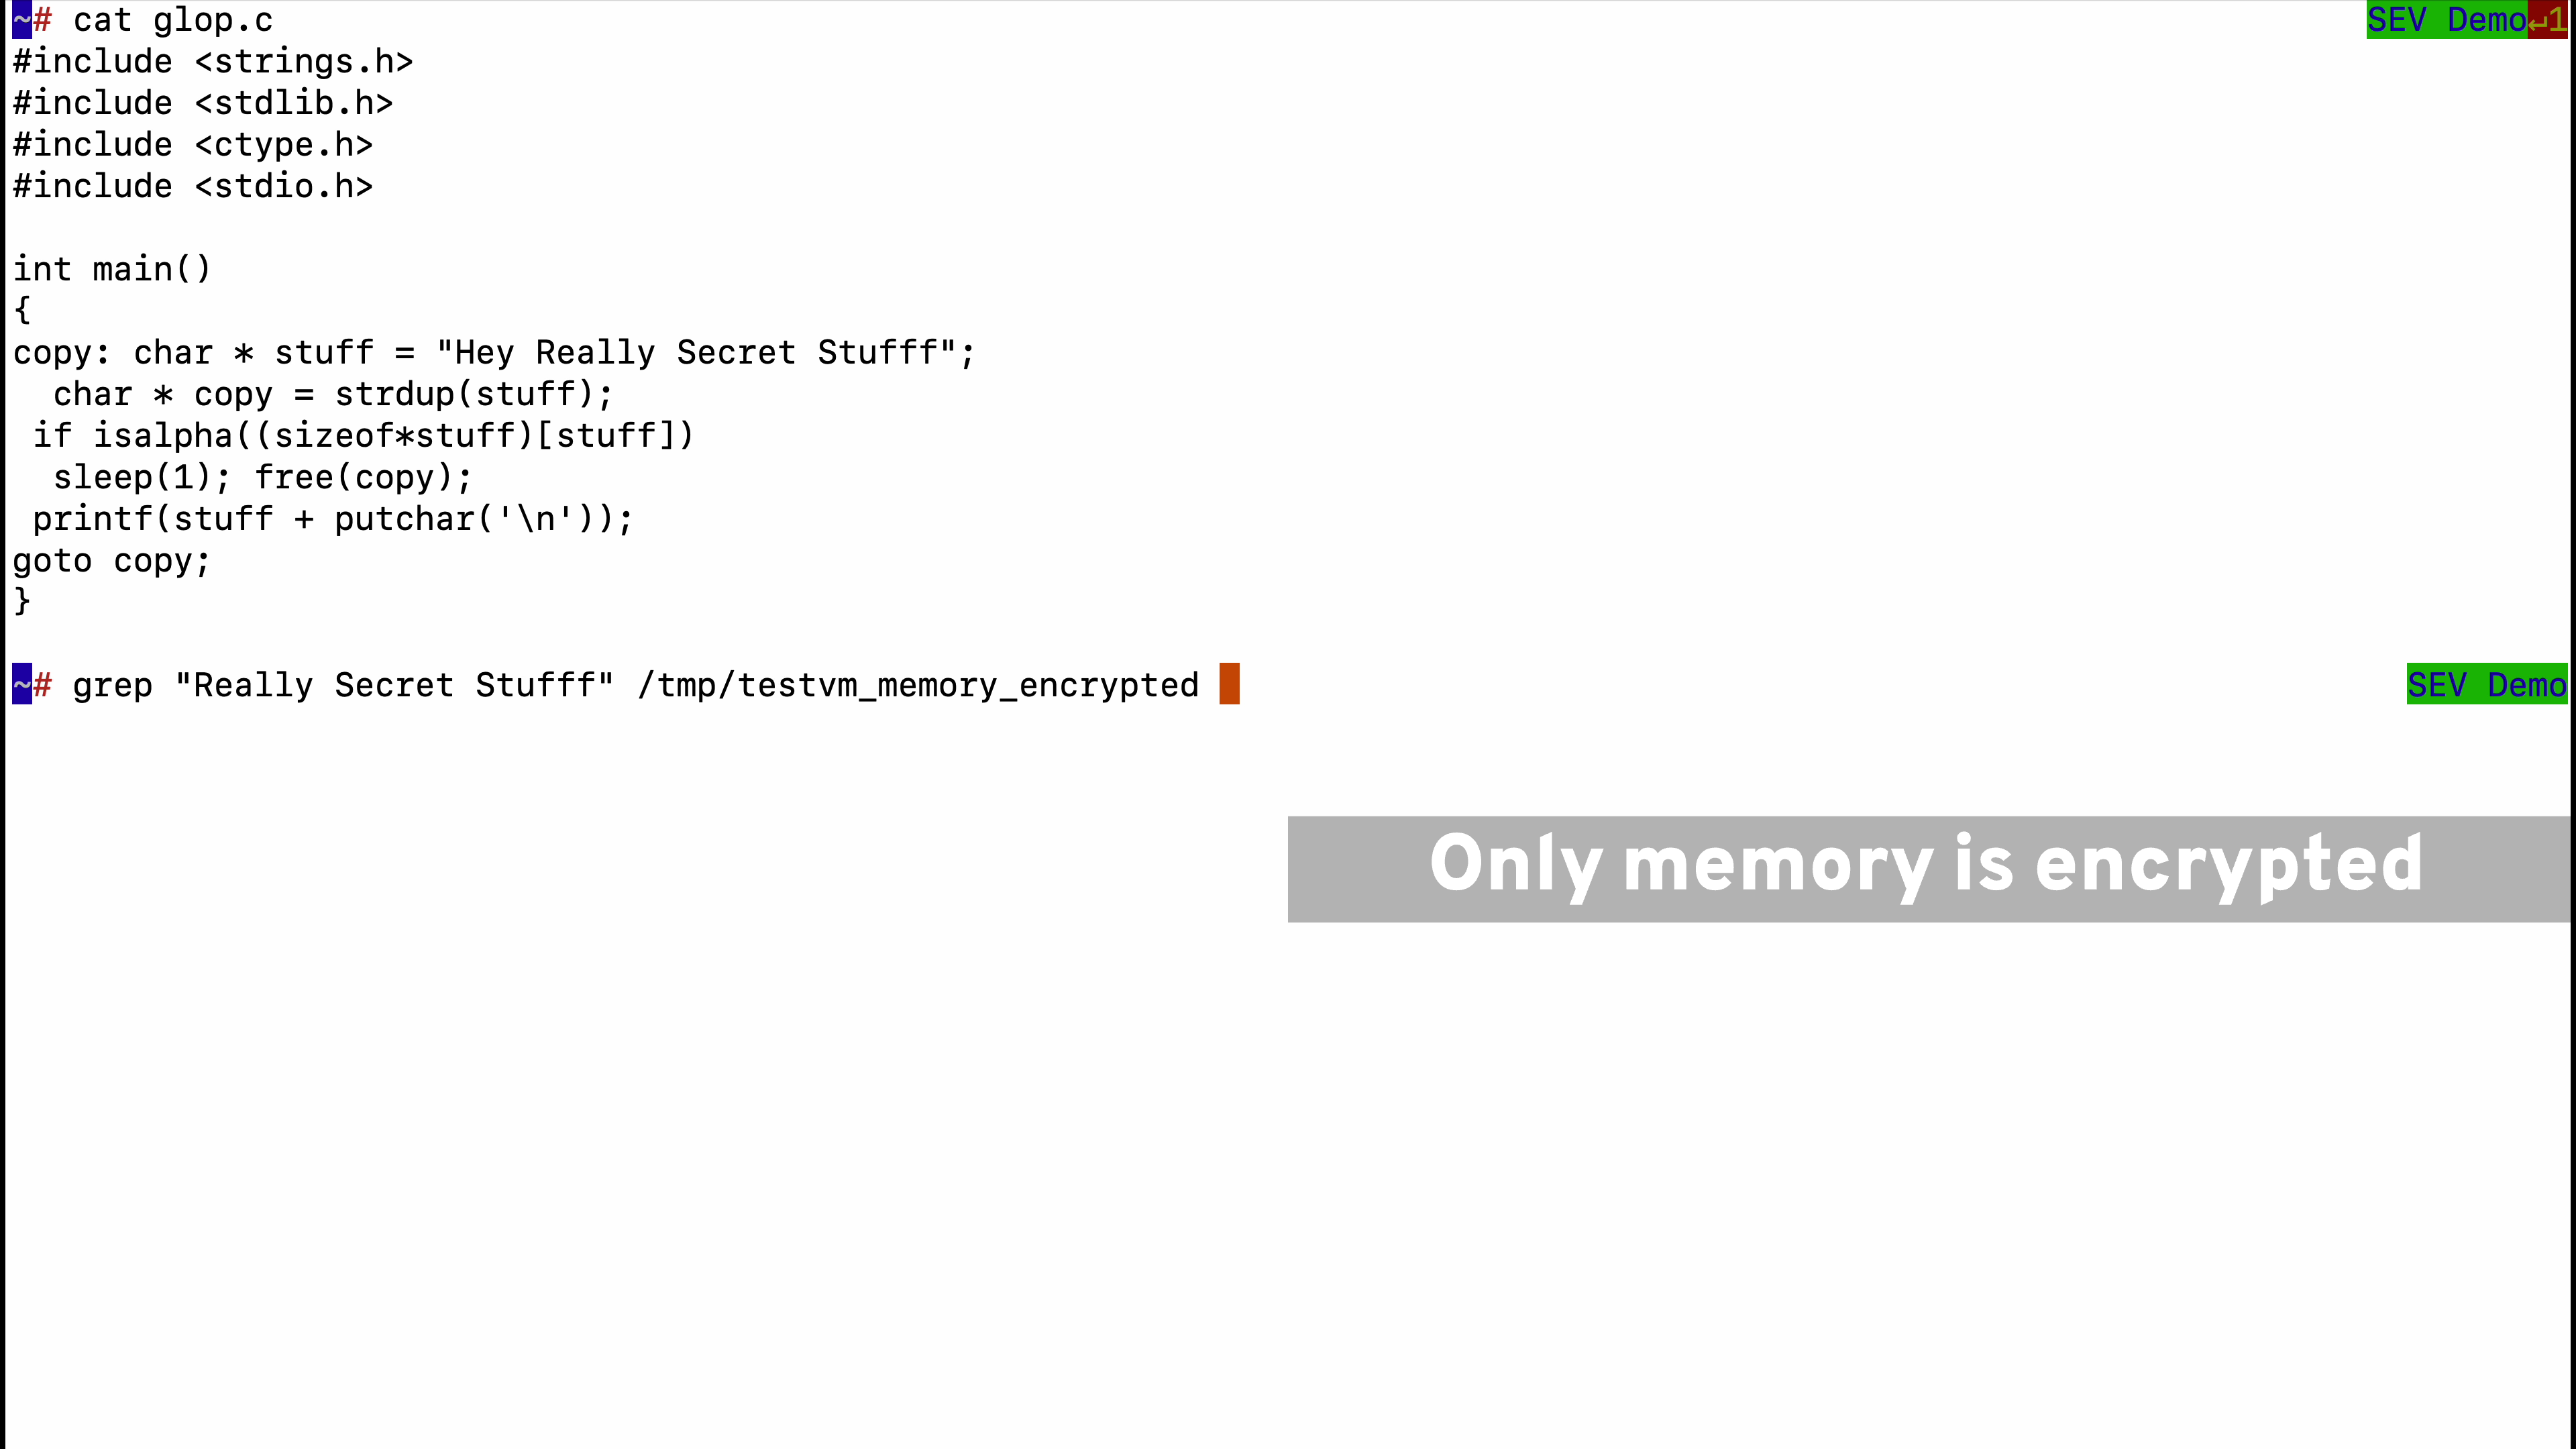 ~# cat glop.c SEV Demo↵1
#include <strings.h>
#include <stdlib.h>
#include <ctype.h>
#include <stdio.h>
int main()
{
copy: char * stuff = "Hey Really Secret Stufff";
  char * copy = strdup(stuff);
 if isalpha((sizeof*stuff)[stuff])
  sleep(1); free(copy);
 printf(stuff + putchar('\n'));
goto copy;
}
~# grep "Really Secret Stufff" /tmp/testvm_memory_encrypted SEV Demo
Only memory is encrypted